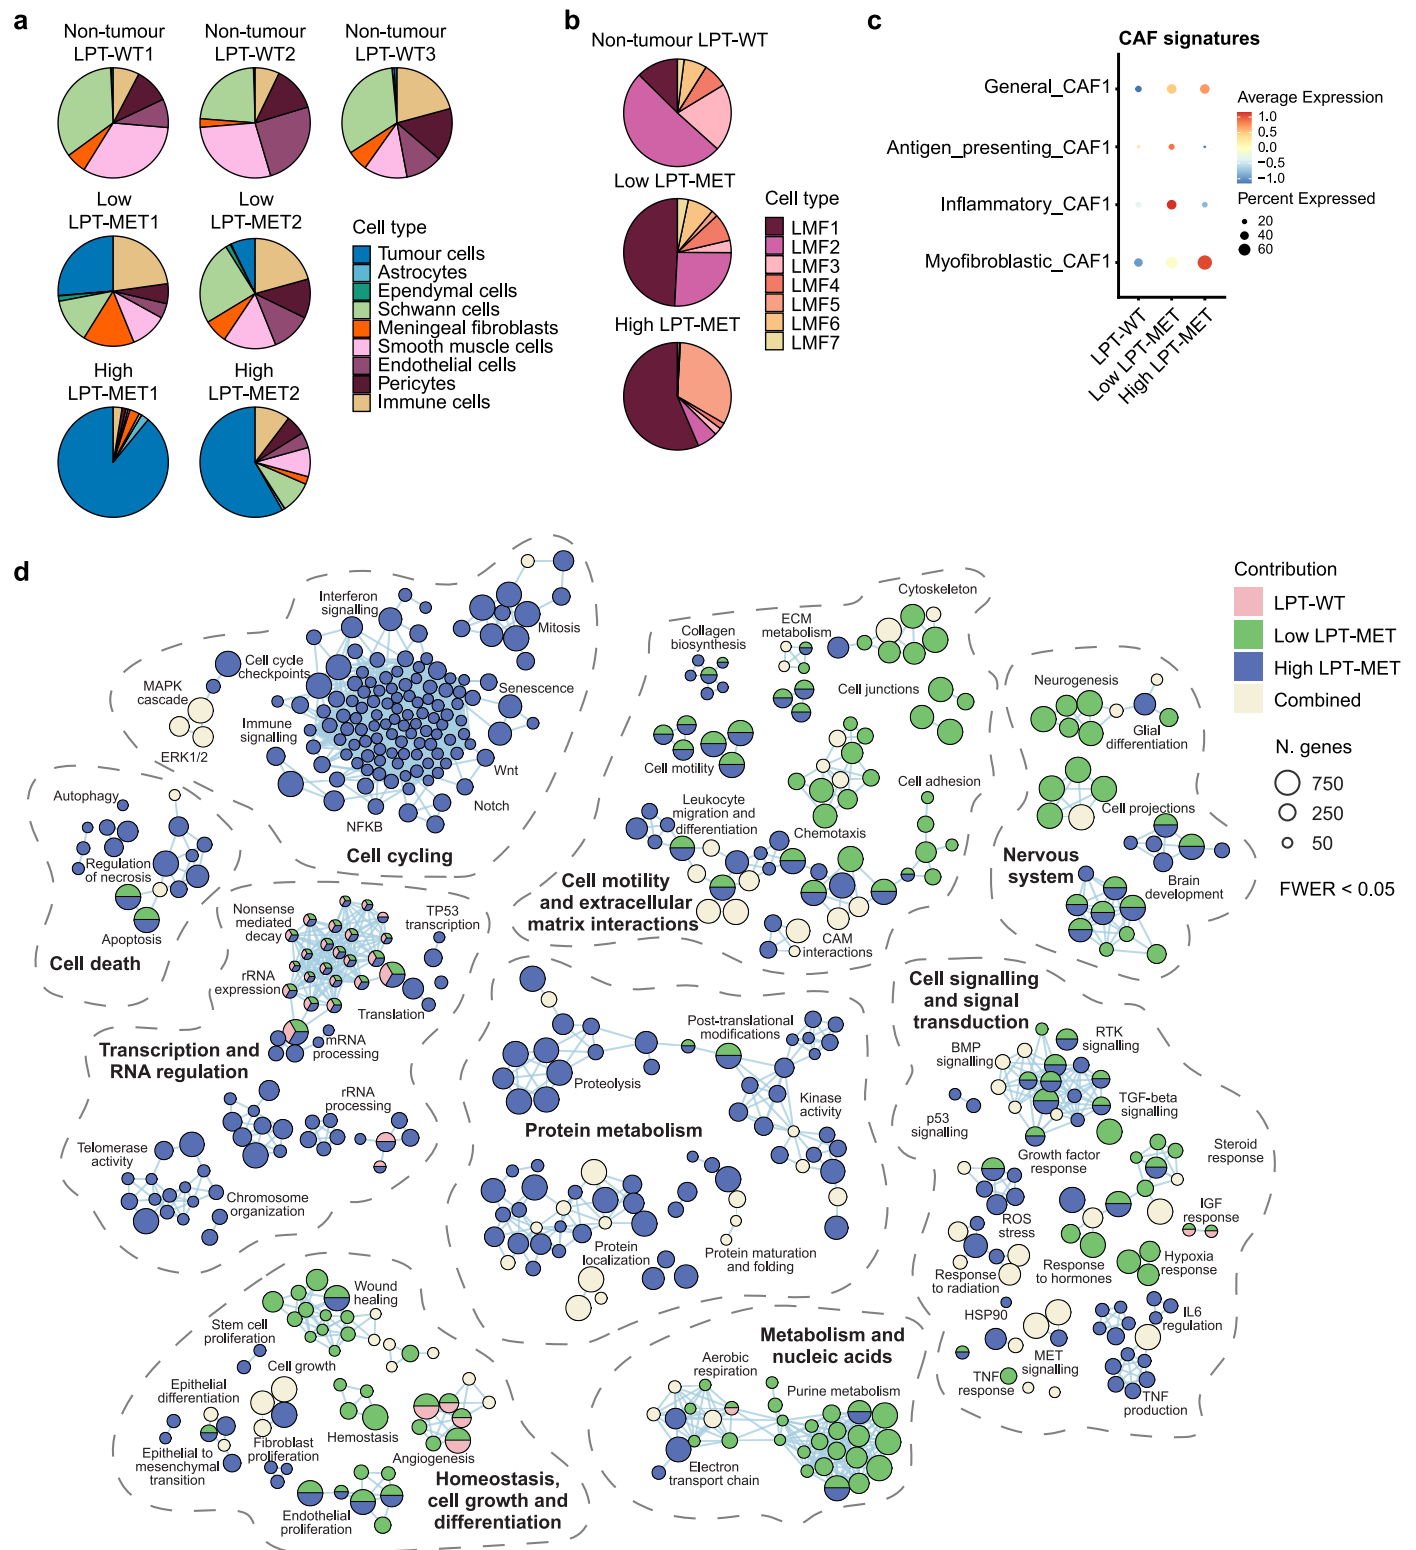 a
Non-tumour
LPT-WT1
Non-tumour
LPT-WT2
Non-tumour
LPT-WT3
Low
LPT-MET1
Low
LPT-MET2
High
LPT-MET1
High
LPT-MET2
Cell type
Tumour cells
Astrocytes
Ependymal cells
Schwann cells
Meningeal fibroblasts
Smooth muscle cells
Endothelial cells
Pericytes
Immune cells
b
Non-tumour LPT-WT
Low LPT-MET
High LPT-MET
Cell type
LMF1
LMF2
LMF3
LMF4
LMF5
LMF6
LMF7
c
CAF signatures
General_CAF1
Antigen_presenting_CAF1
Inflammatory_CAF1
Myofibroblastic_CAF1
LPT-WT
Low LPT-MET
High LPT-MET
Average Expression
1.0
0.5
0.0
−0.5
−1.0
Percent Expressed
20
40
60
d
Interferon
signalling
Mitosis
Cell cycle
checkpoints
MAPK
cascade
ERK1/2
Immune
signalling
Senescence
Wnt
Notch
NFKB
Cell cycling
Autophagy
Regulation
of necrosis
Apoptosis
Cell death
Nonsense
mediated
decay
TP53
transcription
rRNA
expression
Translation
mRNA
processing
Transcription and
RNA regulation
rRNA
processing
Telomerase
activity
Chromosome
organization
Collagen
biosynthesis
ECM
metabolism
Cytoskeleton
Cell junctions
Cell motility
Leukocyte
migration and
differentiation
Chemotaxis
Cell adhesion
CAM
interactions
Cell motility
and extracellular
matrix interactions
Neurogenesis
Glial
differentiation
Cell projections
Brain
development
Nervous
system
Contribution
LPT-WT
Low LPT-MET
High LPT-MET
Combined
N. genes
750
250
50
FWER < 0.05
Post-translational
modifications
Proteolysis
Kinase
activity
Protein metabolism
Protein
localization
Protein maturation
and folding
Cell signalling
and signal
transduction
BMP
signalling
RTK
signalling
p53
signalling
TGF-beta
signalling
Growth factor
response
Steroid
response
ROS
stress
IGF
response
Response
to radiation
Response
to hormones
Hypoxia
response
HSP90
MET
signalling
IL6
regulation
TNF
response
TNF
production
Wound
healing
Stem cell
proliferation
Cell growth
Epithelial
differentiation
Epithelial to
mesenchymal
transition
Fibroblast
proliferation
Hemostasis
Angiogenesis
Endothelial
proliferation
Homeostasis,
cell growth and
differentiation
Metabolism and
nucleic acids
Aerobic
respiration
Purine metabolism
Electron
transport chain